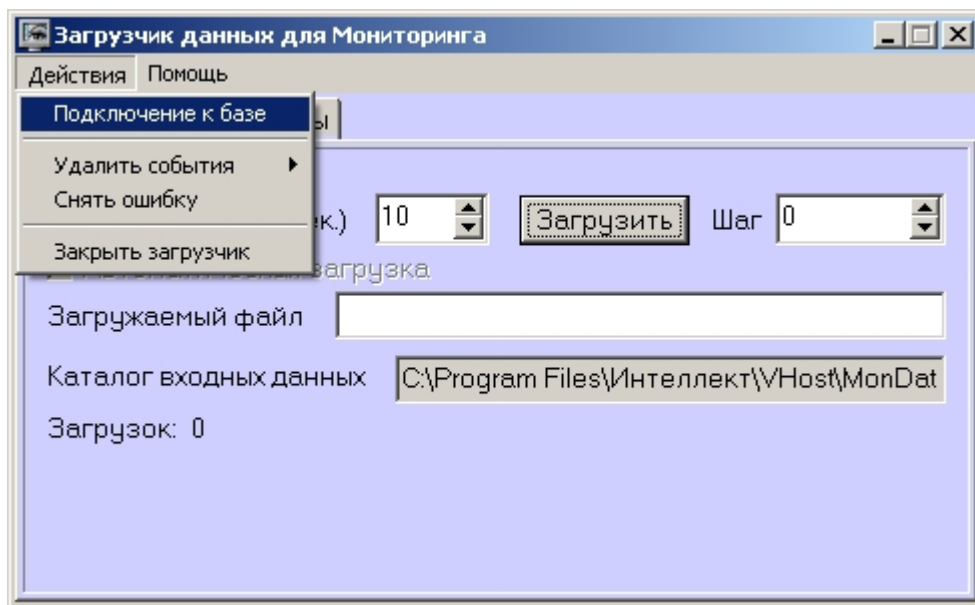 Загрузчик данных для Мониторинга
Действия Помощь
Подключение к базе
Удалить события
Снять ошибку
Закрыть загрузчик
10 Загрузить Шаг 0
загрузка
Загружаемый файл
Каталог входных данных C:\Program Files\Интеллект\VHost\MonDat
Загрузок: 0